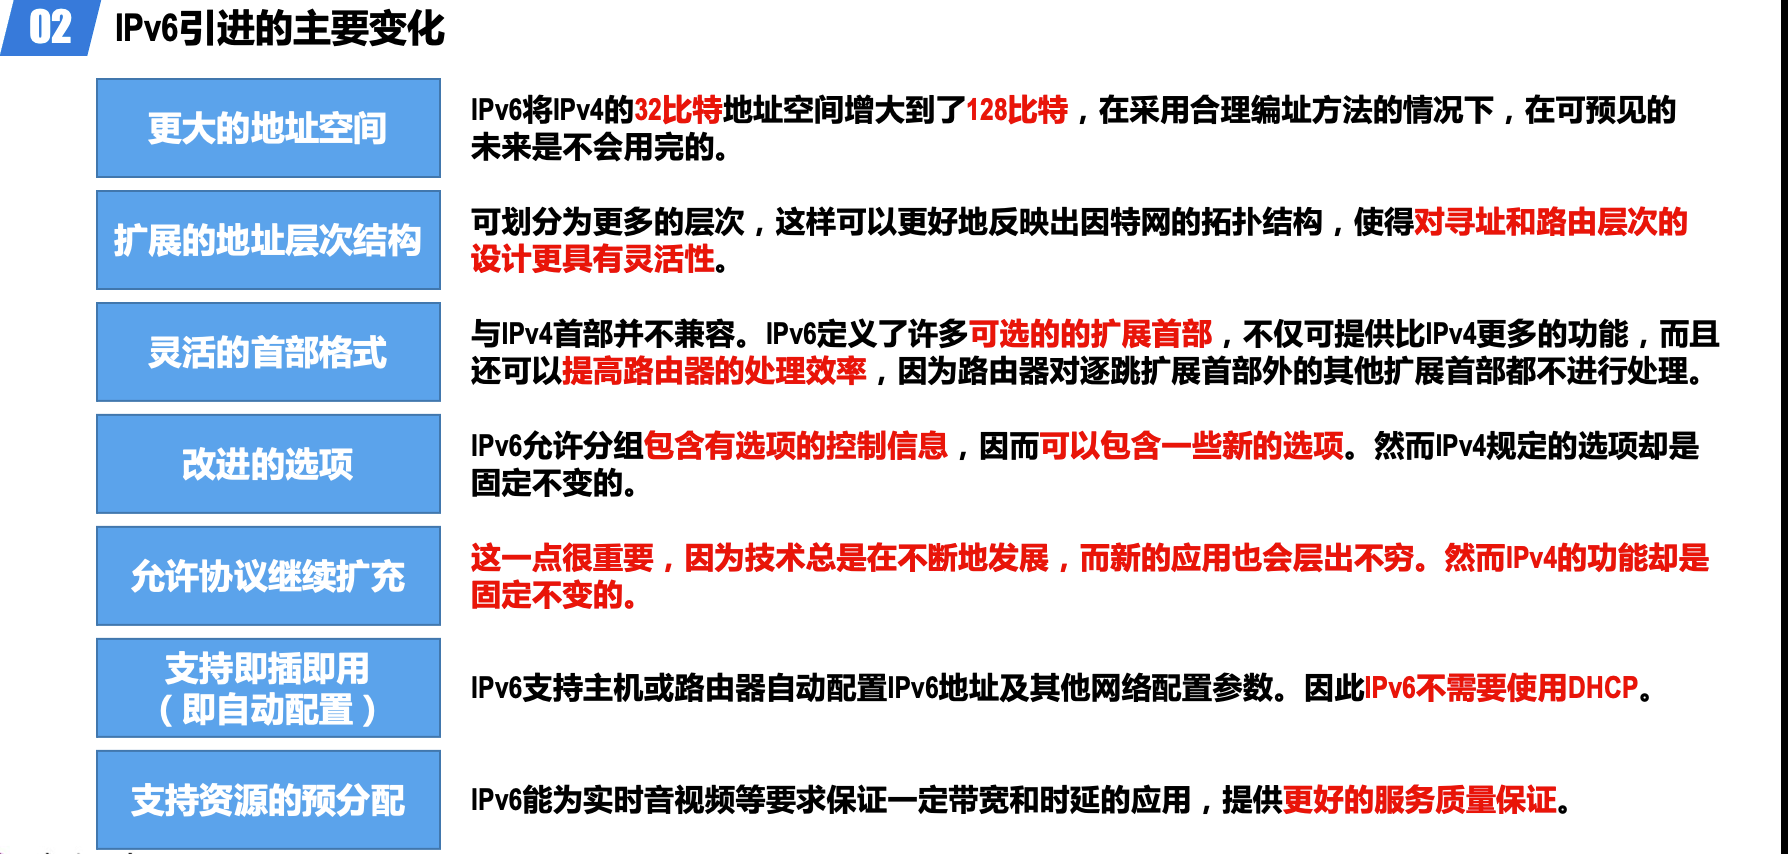 02 IPv6引进的主要变化
更大的地址空间
IPv6将IPv4的32比特地址空间增大到了128比特，在采用合理编址方法的情况下，在可预见的
未来是不会用完的。
扩展的地址层次结构
可划分为更多的层次，这样可以更好地反映出因特网的拓扑结构，使得对寻址和路由层次的
设计更具有灵活性。
灵活的首部格式
与IPv4首部并不兼容。IPv6定义了许多可选的的扩展首部，不仅可提供比IPv4更多的功能，而且
还可以提高路由器的处理效率，因为路由器对逐跳扩展首部外的其他扩展首部都不进行处理。
改进的选项
IPv6允许分组包含有选项的控制信息，因而可以包含一些新的选项。然而IPv4规定的选项却是
固定不变的。
允许协议继续扩充
这一点很重要，因为技术总是在不断地发展，而新的应用也会层出不穷。然而IPv4的功能却是
固定不变的。
支持即插即用
（即自动配置）
IPv6支持主机或路由器自动配置IPv6地址及其他网络配置参数。因此IPv6不需要使用DHCP。
支持资源的预分配
IPv6能为实时音视频等要求保证一定带宽和时延的应用，提供更好的服务质量保证。